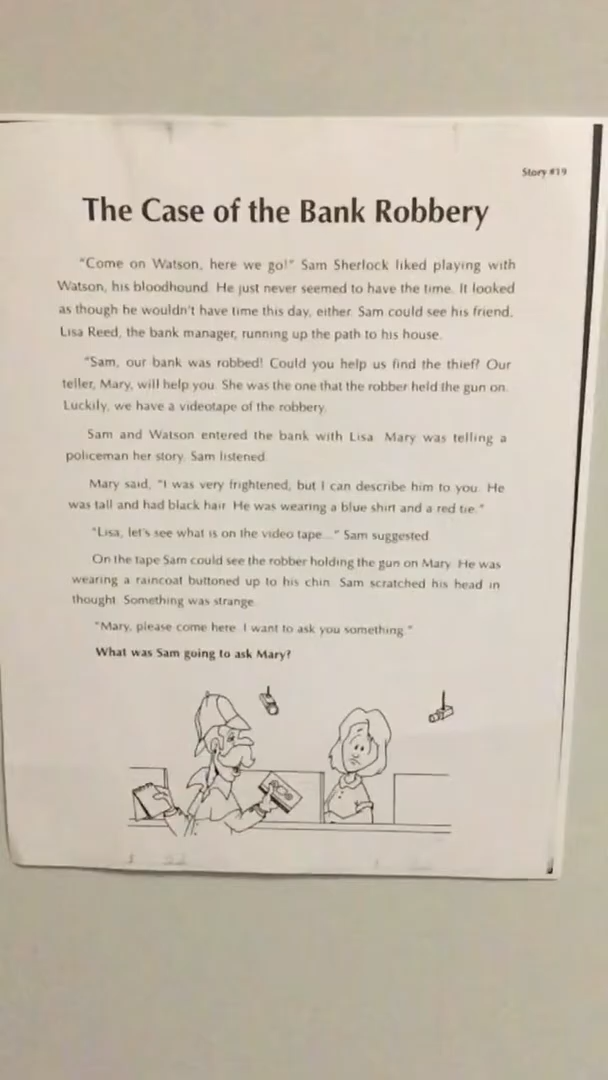 Story #19
The Case of the Bank Robbery
"Come on Watson, here we go!" Sam Sherlock liked playing with
Watson, his bloodhound. He just never seemed to have the time. It looked
as though he wouldn't have time this day, either. Sam could see his friend,
Lisa Reed, the bank manager, running up the path to his house.
"Sam, our bank was robbed! Could you help us find the thief? Our
teller, Mary, will help you. She was the one that the robber held the gun on.
Luckily, we have a videotape of the robbery.
Sam and Watson entered the bank with Lisa. Mary was telling a
policeman her story. Sam listened.
Mary said, "I was very frightened, but I can describe him to you. He
was tall and had black hair. He was wearing a blue shirt and a red tie."
"Lisa, let's see what is on the video tape..." Sam suggested.
On the tape Sam could see the robber holding the gun on Mary. He was
wearing a raincoat buttoned up to his chin. Sam scratched his head in
thought. Something was strange.
"Mary, please come here. I want to ask you something."
What was Sam going to ask Mary?